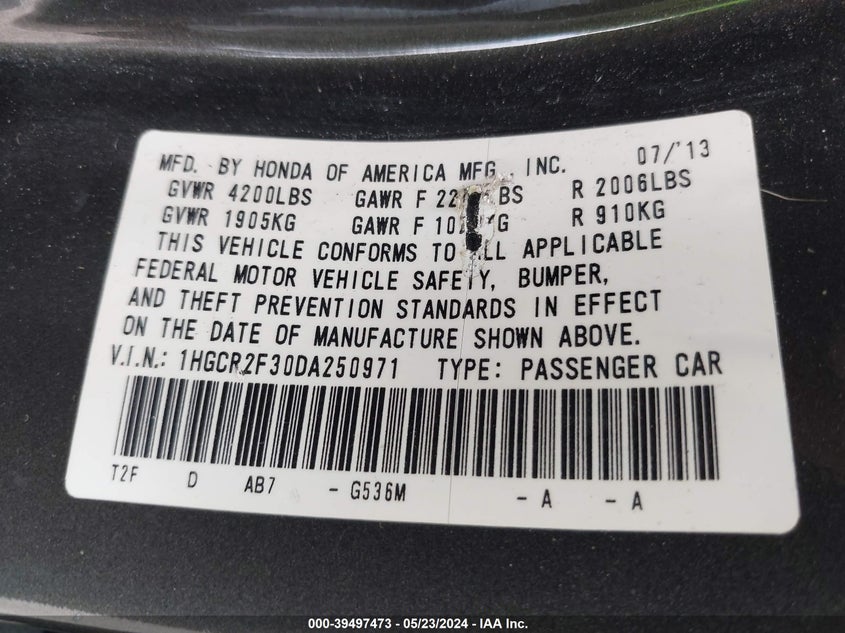 MFD. BY HONDA OF AMERICA MFG., INC. 07/'13
GVWR 4200LBS GAWR F BS R 2006LBS
GVWR 1905KG GAWR F KG R 910KG
THIS VEHICLE CONFORMS TO ALL APPLICABLE
FEDERAL MOTOR VEHICLE SAFETY, BUMPER,
AND THEFT PREVENTION STANDARDS IN EFFECT
ON THE DATE OF MANUFACTURE SHOWN ABOVE.
V.I.N.: 1HGCR2F30DA250971 TYPE: PASSENGER CAR
T2F D AB7 - G536M - A - A
000-39497473 - 05/23/2024 - IAA Inc.